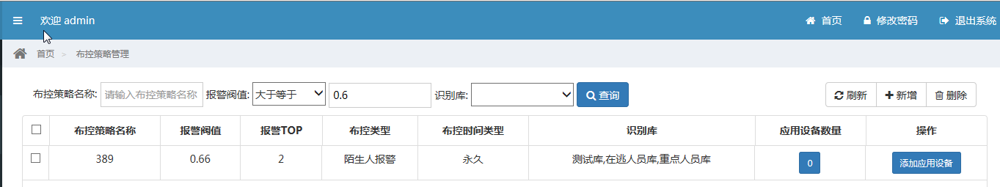 欢迎 admin 首页 修改密码 退出系统
首页 > 布控策略管理
布控策略名称: 请输入布控策略名称 报警阀值: 大于等于 0.6 识别库: 查询 刷新 新增 删除
布控策略名称 报警阀值 报警TOP 布控类型 布控时间类型 识别库 应用设备数量 操作
389 0.66 2 陌生人报警 永久 测试库,在逃人员库,重点人员库 0 添加应用设备